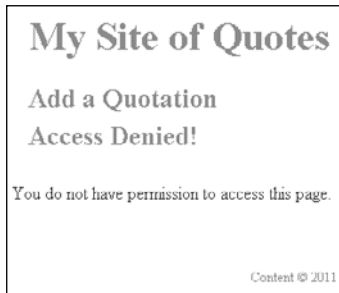 My Site of Quotes
Add a Quotation
Access Denied!
You do not have permission to access this page.
Content © 2011